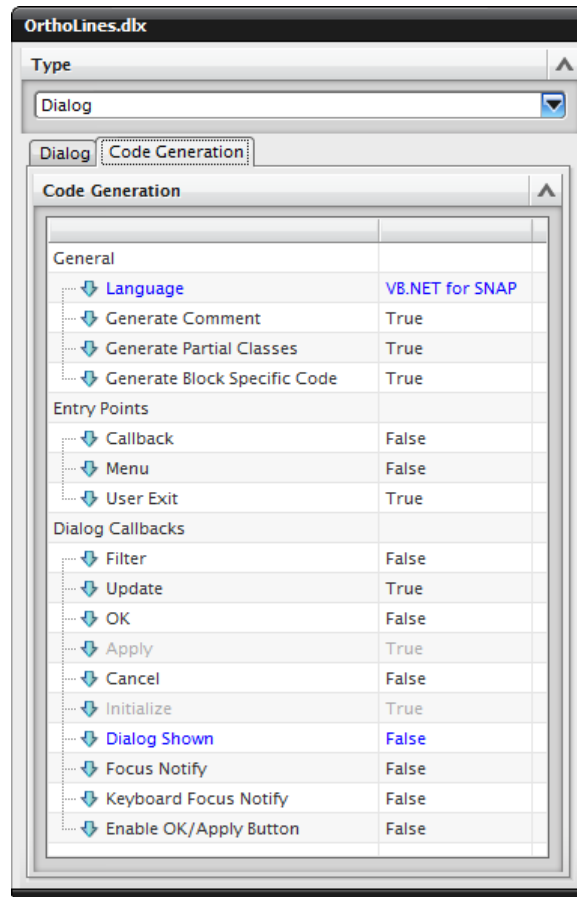 OrthoLines.dlx
Type
Dialog
Dialog Code Generation
Code Generation
General
Language VB.NET for SNAP
Generate Comment True
Generate Partial Classes True
Generate Block Specific Code True
Entry Points
Callback False
Menu False
User Exit True
Dialog Callbacks
Filter False
Update True
OK False
Apply True
Cancel False
Initialize True
Dialog Shown False
Focus Notify False
Keyboard Focus Notify False
Enable OK/Apply Button False